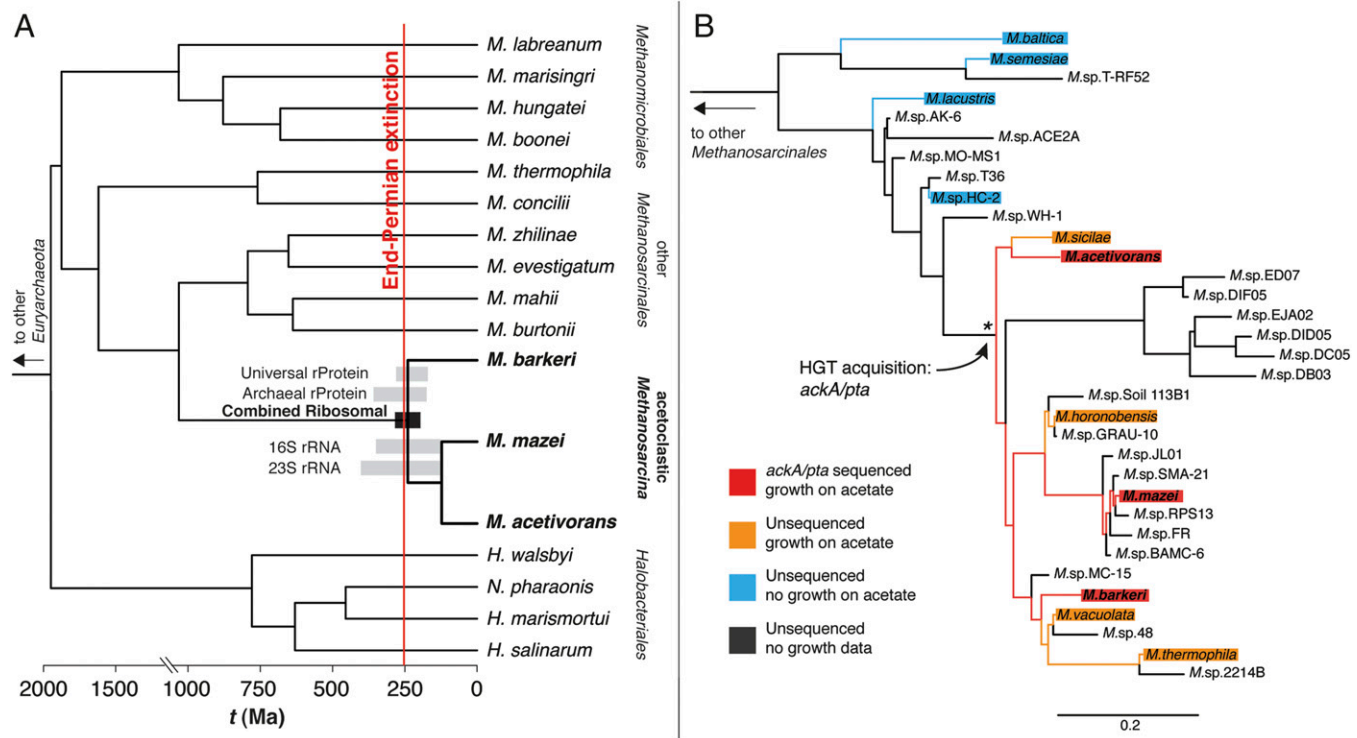 A
M. labreanum
M. marisingri
M. hungatei
M. boonei
M. thermophila
M. concilii
M. zhilinae
M. evestigatum
M. mahii
M. burtonii
M. barkeri
M. mazei
M. acetivorans
H. walsbyi
N. pharaonis
H. marismortui
H. salinarum
Methanomicrobiales
other
Methanosarcinales
acetoclastic
Methanosarcina
Halobacteriales
End-Permian extinction
to other
Euryarchaeota
Universal rProtein
Archaeal rProtein
Combined Ribosomal
16S rRNA
23S rRNA
2000 1000 750 500 250 0
t (Ma)
B
M.baltica
M.semesiae
M.sp.T-RF52
M.lacustris
M.sp.AK-6
M.sp.ACE2A
M.sp.MO-MS1
M.sp.T36
M.sp.HC-2
M.sp.WH-1
M.sicilae
M.acetivorans
M.sp.ED07
M.sp.DIF05
M.sp.EJA02
M.sp.DID05
M.sp.DC05
M.sp.DB03
M.sp.Soil 113B1
M.horonobensis
M.sp.GRAU-10
M.sp.JL01
M.sp.SMA-21
M.mazei
M.sp.RPS13
M.sp.FR
M.sp.BAMC-6
M.sp.MC-15
M.barkeri
M.vacuolata
M.sp.48
M.thermophila
M.sp.2214B
to other
Methanosarcinales
*
HGT acquisition:
ackA/pta
ackA/pta sequenced
growth on acetate
Unsequenced
growth on acetate
Unsequenced
no growth on acetate
Unsequenced
no growth data
0.2